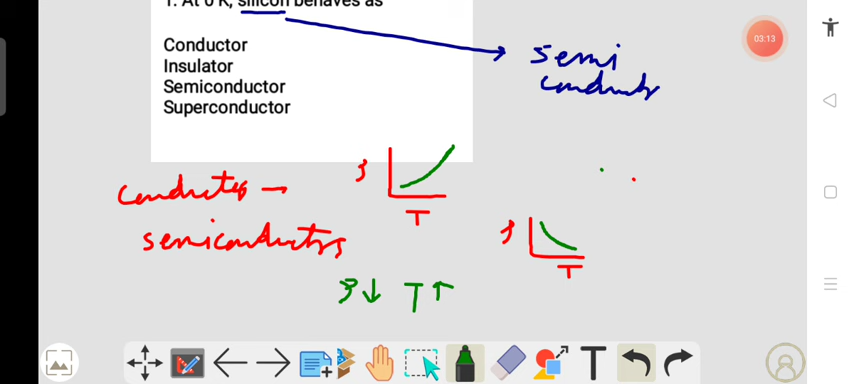 1. At 0 K, silicon behaves as
03:13
Conductor
Insulator
Semiconductor
Superconductor
semi
conductor
conductors
ρ
T
semiconductors
ρ
T
ρ↓ T↑
T